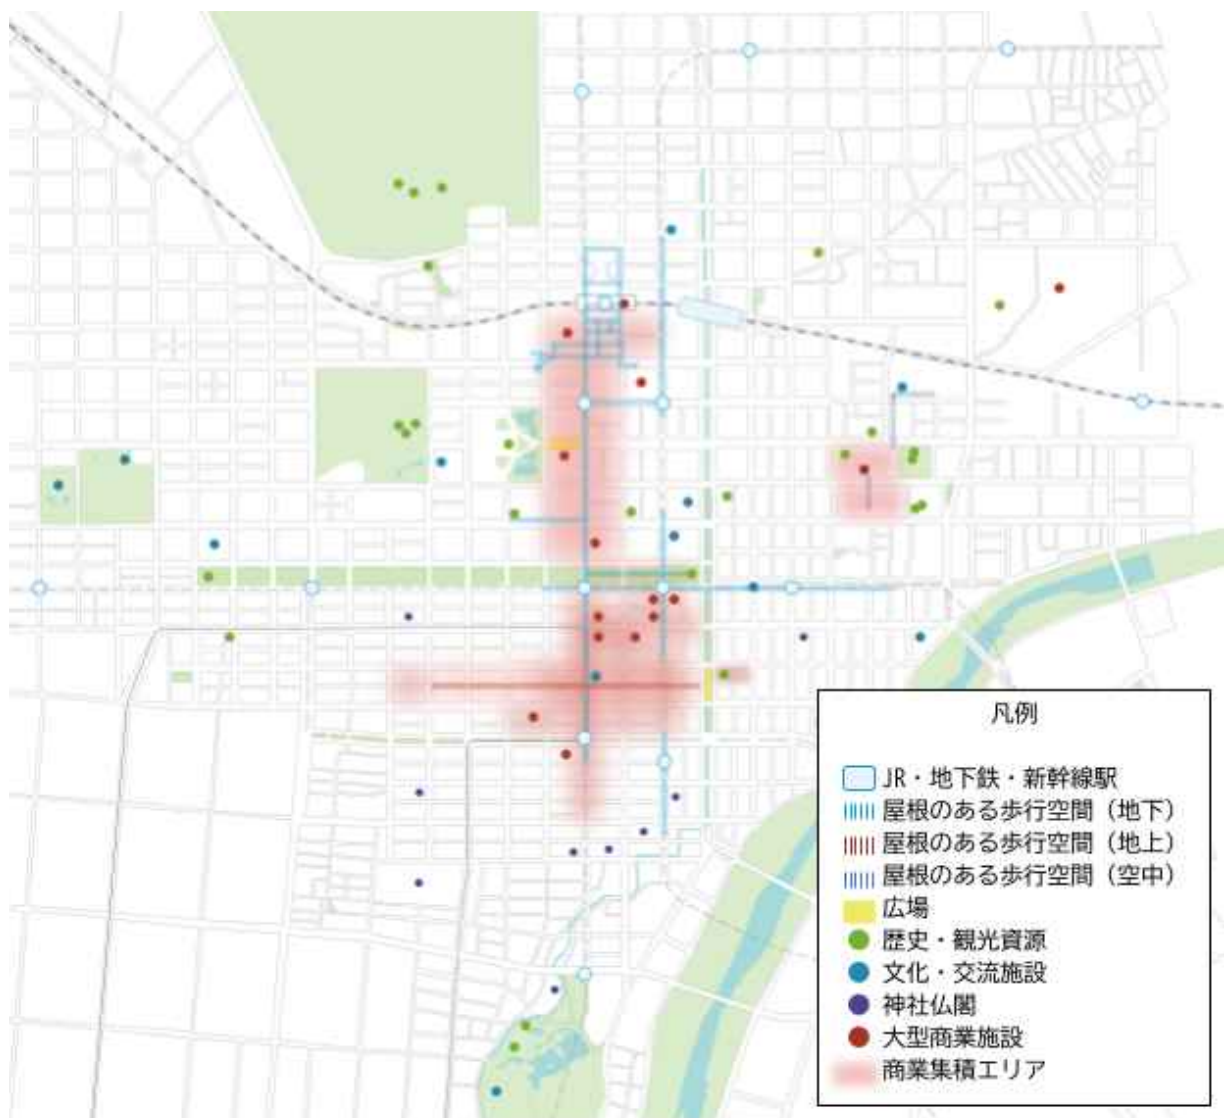 凡例
JR・地下鉄・新幹線駅
屋根のある歩行空間（地下）
屋根のある歩行空間（地上）
屋根のある歩行空間（空中）
広場
歴史・観光資源
文化・交流施設
神社仏閣
大型商業施設
商業集積エリア